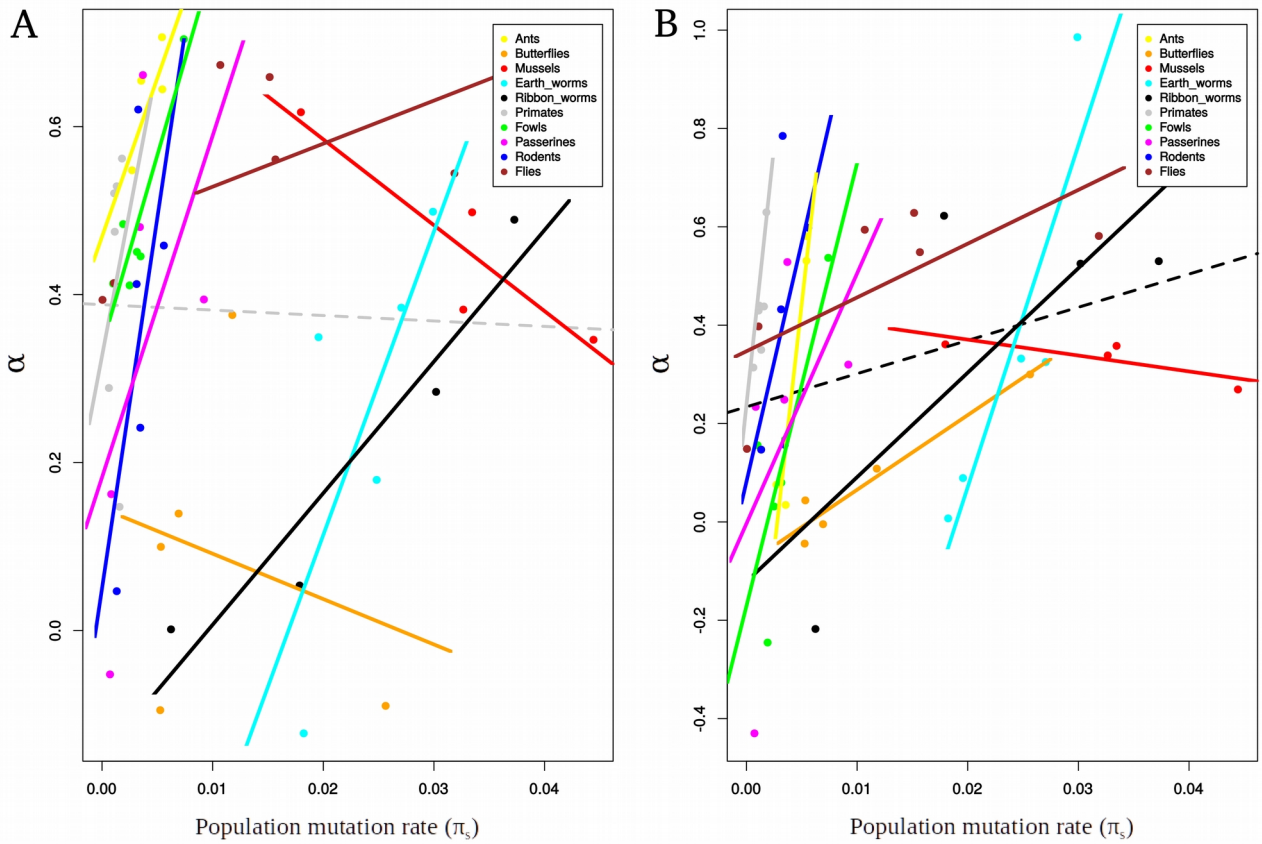 A
Ants
Butterflies
Mussels
Earth_worms
Ribbon_worms
Primates
Fowls
Passerines
Rodents
Flies
0.6
0.4
0.2
0.0
α
0.00 0.01 0.02 0.03 0.04
Population mutation rate (πs)
B
Ants
Butterflies
Mussels
Earth_worms
Ribbon_worms
Primates
Fowls
Passerines
Rodents
Flies
1.0
0.8
0.6
0.4
0.2
0.0
-0.2
-0.4
α
0.00 0.01 0.02 0.03 0.04
Population mutation rate (πs)